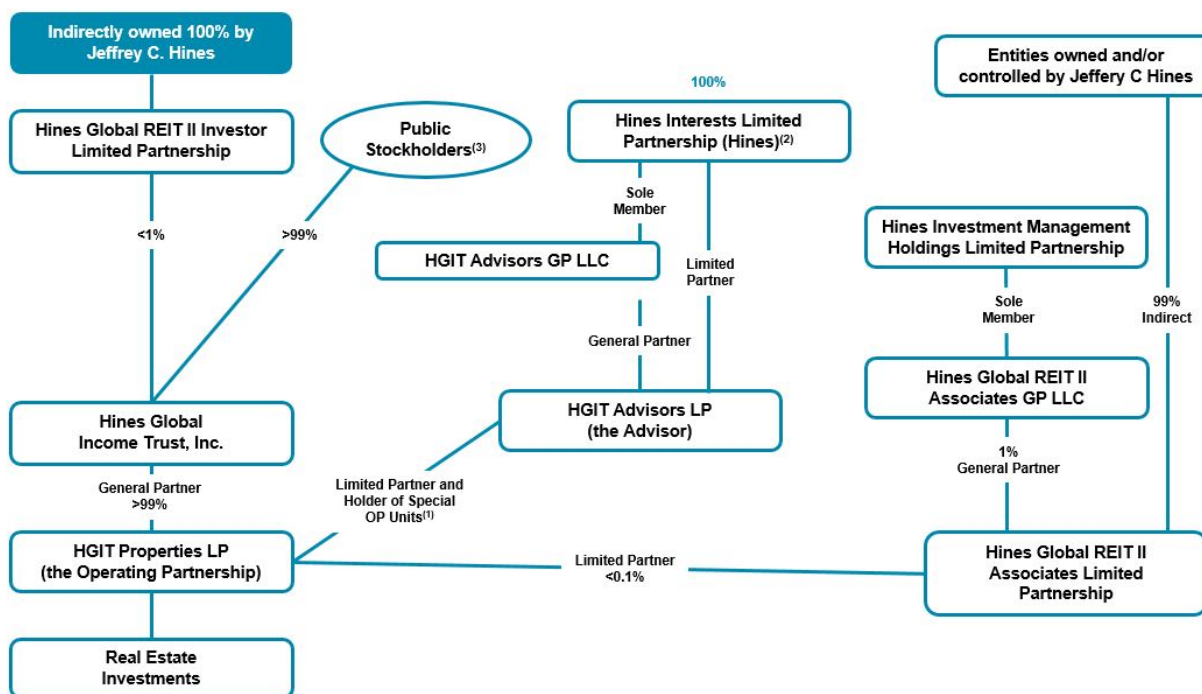 Indirectly owned 100% by
Jeffrey C. Hines
Entities owned and/or
controlled by Jeffery C Hines
100%
Hines Global REIT II Investor
Limited Partnership
Public
Stockholders(3)
Hines Interests Limited
Partnership (Hines)(2)
Sole
Member
<1%
>99%
HGIT Advisors GP LLC
Limited
Partner
Hines Investment Management
Holdings Limited Partnership
Sole
Member
99%
Indirect
General Partner
Hines Global REIT II
Associates GP LLC
Hines Global
Income Trust, Inc.
HGIT Advisors LP
(the Advisor)
1%
General Partner
General Partner
>99%
Limited Partner and
Holder of Special
OP Units(1)
HGIT Properties LP
(the Operating Partnership)
Limited Partner
<0.1%
Hines Global REIT II
Associates Limited
Partnership
Real Estate
Investments